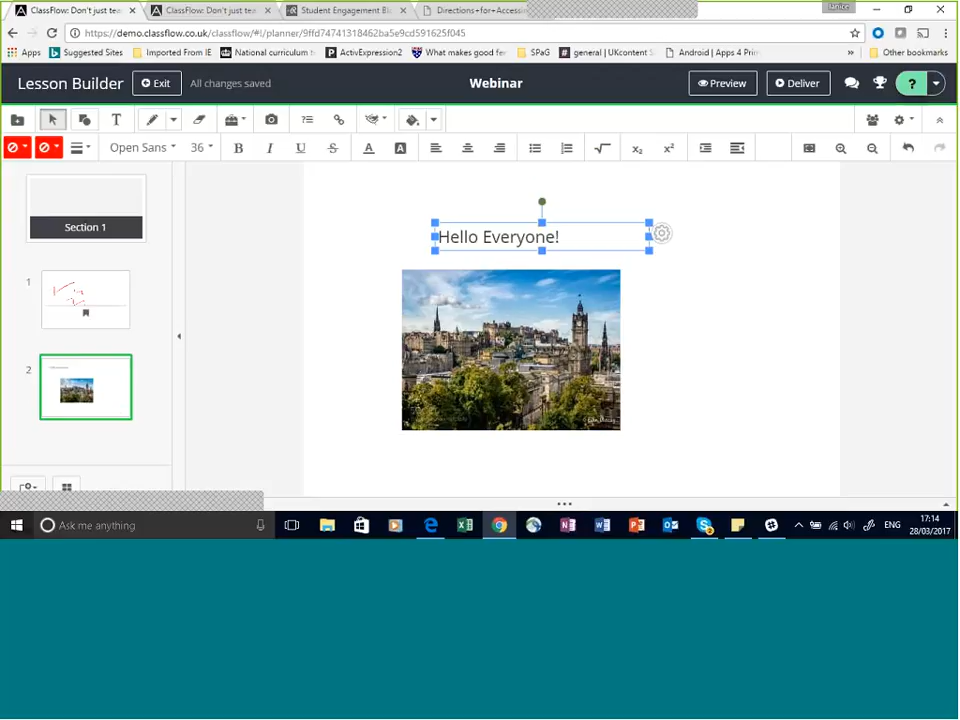 ClassFlow: Don't just tea
ClassFlow: Don't just tea
Student Engagement Bl
Directions+for+Accessi
https://demo.classflow.co.uk/classflow/#!/planner/9ffd74741318462ba5e9cd591625f045
Apps
Suggested Sites
Imported From IE
National curriculum
ActivExpression2
What makes good fe
SPaG
general | UKcontent
Android | Apps 4 Prim
»
Other bookmarks
Lesson Builder
Exit
All changes saved
Webinar
Preview
Deliver
?
T
Open Sans
36
B
I
U
S
A
A
x₂
x²
Section 1
1
2
Hello Everyone!
Ask me anything
ENG
17:14
28/03/2017